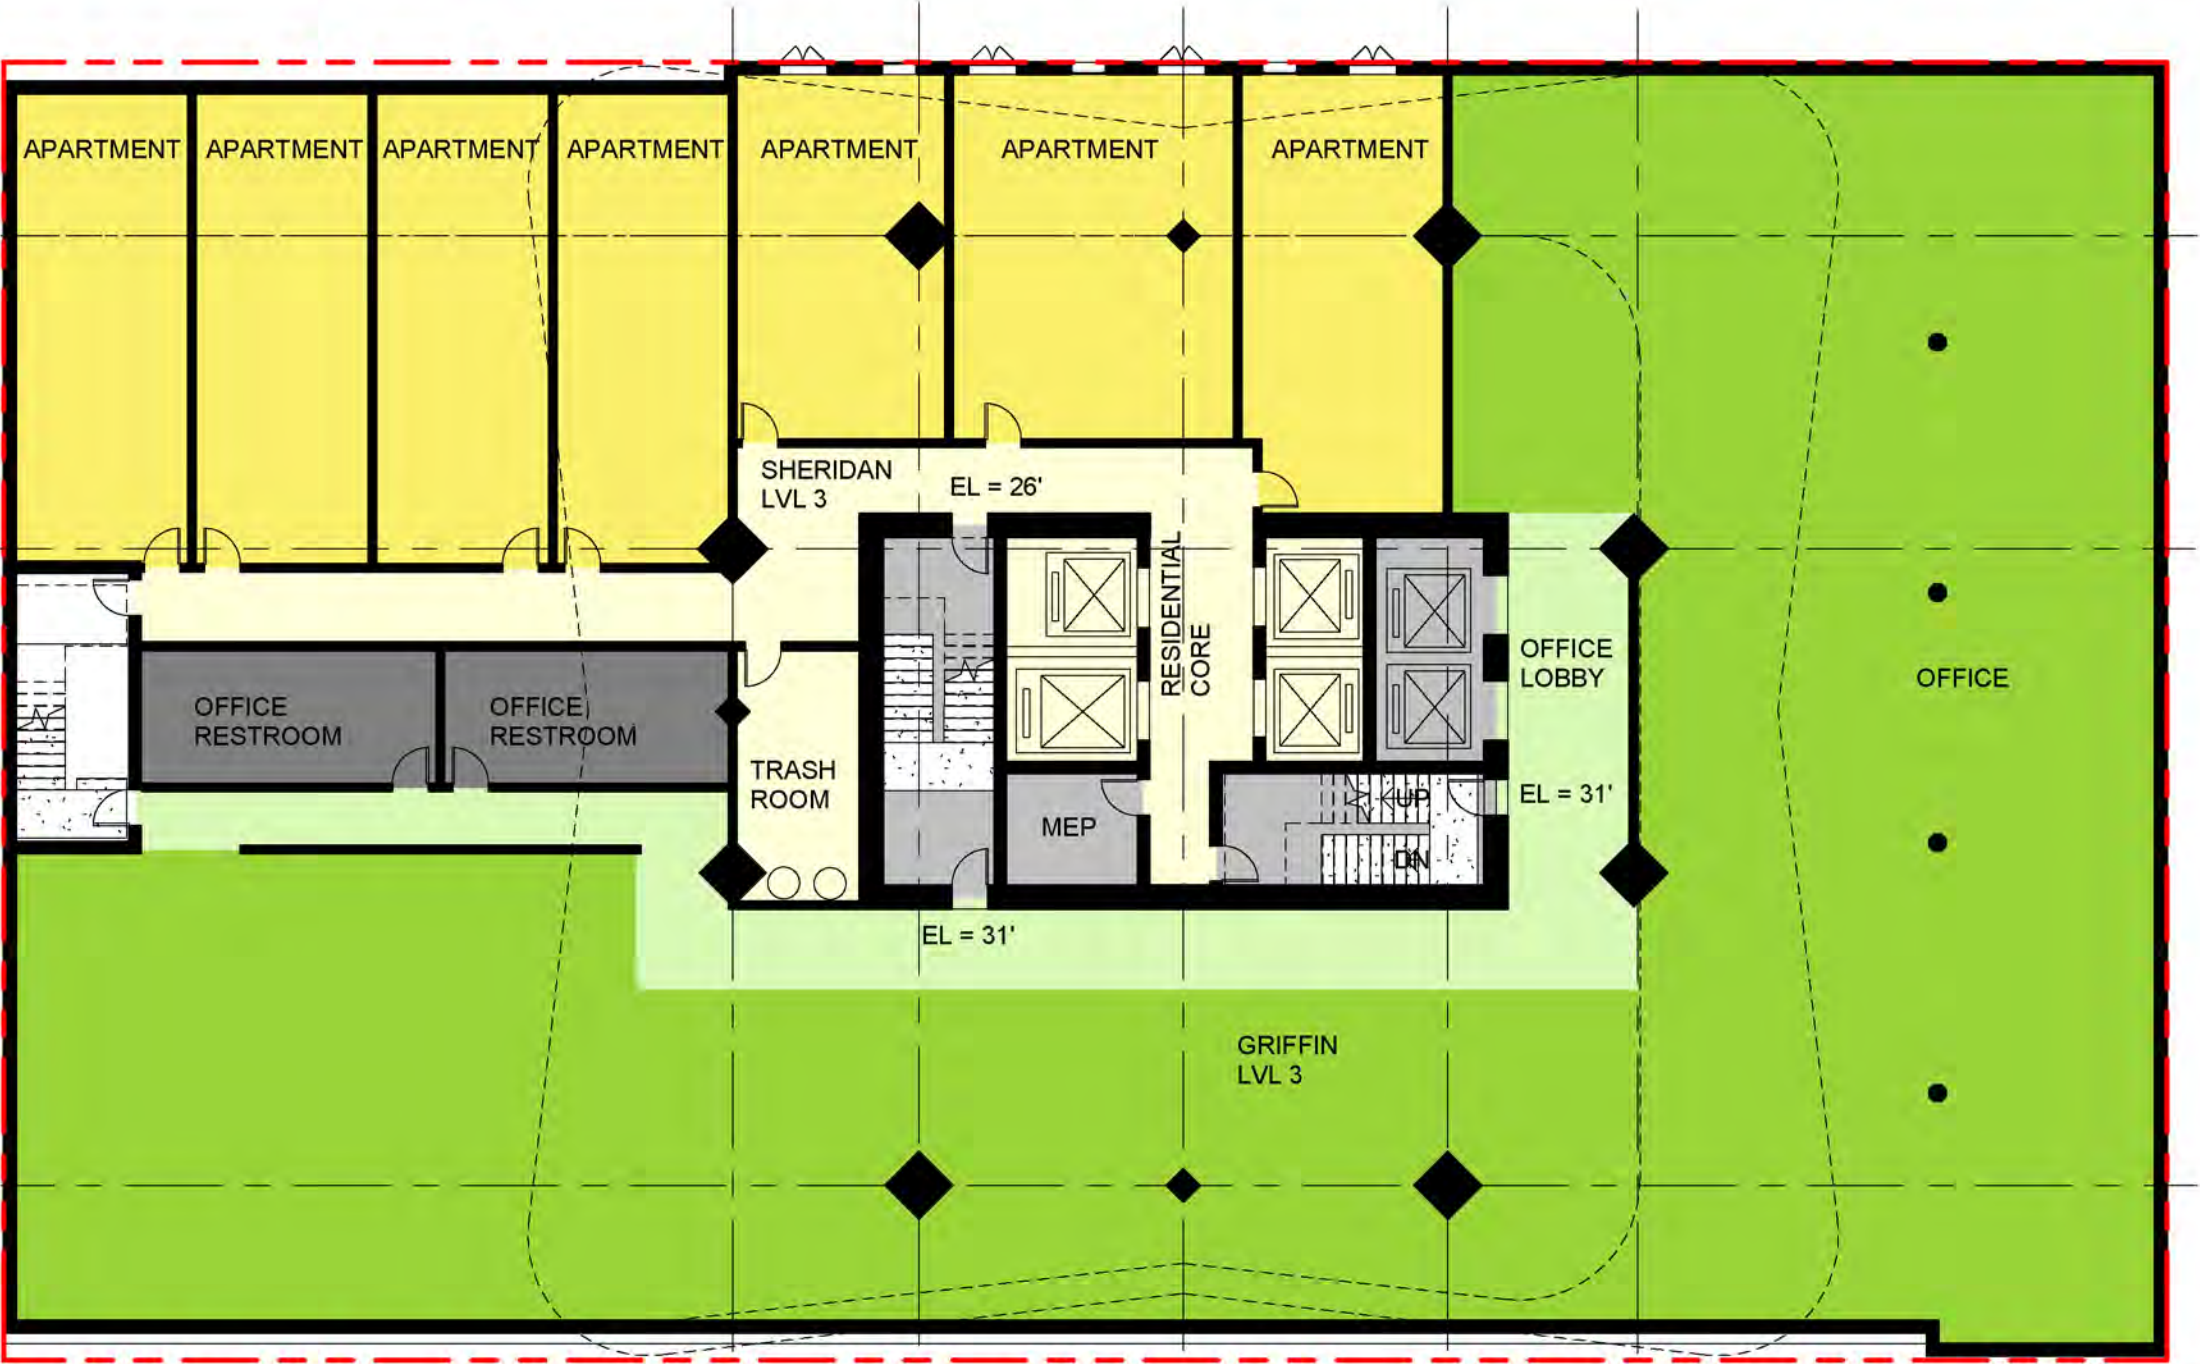 APARTMENT
APARTMENT
APARTMENT
APARTMENT
APARTMENT
APARTMENT
APARTMENT
SHERIDAN
LVL 3
EL = 26'
RESIDENTIAL
CORE
OFFICE
LOBBY
OFFICE
OFFICE
RESTROOM
OFFICE
RESTROOM
TRASH
ROOM
MEP
UP
DN
EL = 31'
EL = 31'
GRIFFIN
LVL 3